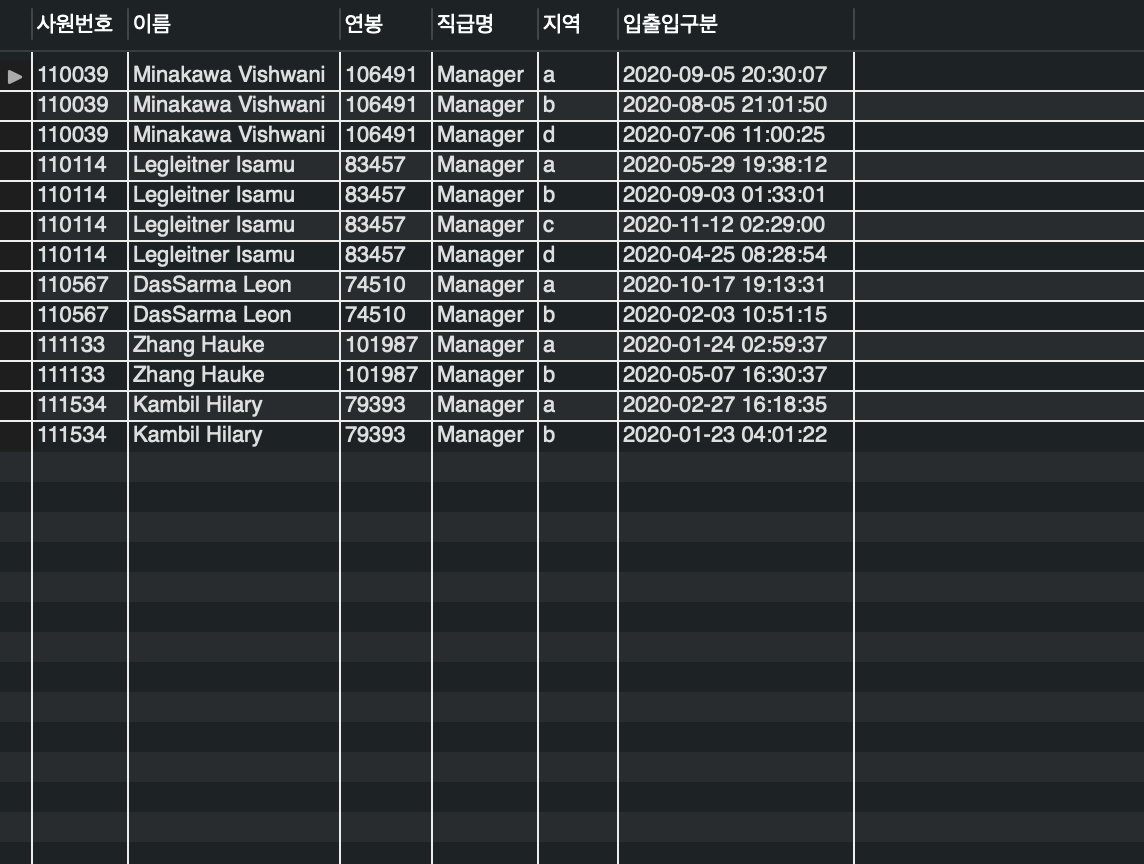 사원번호 이름 연봉 직급명 지역 입출입구분
110039 Minakawa Vishwani 106491 Manager a 2020-09-05 20:30:07
110039 Minakawa Vishwani 106491 Manager b 2020-08-05 21:01:50
110039 Minakawa Vishwani 106491 Manager d 2020-07-06 11:00:25
110114 Legleitner Isamu 83457 Manager a 2020-05-29 19:38:12
110114 Legleitner Isamu 83457 Manager b 2020-09-03 01:33:01
110114 Legleitner Isamu 83457 Manager c 2020-11-12 02:29:00
110114 Legleitner Isamu 83457 Manager d 2020-04-25 08:28:54
110567 DasSarma Leon 74510 Manager a 2020-10-17 19:13:31
110567 DasSarma Leon 74510 Manager b 2020-02-03 10:51:15
111133 Zhang Hauke 101987 Manager a 2020-01-24 02:59:37
111133 Zhang Hauke 101987 Manager b 2020-05-07 16:30:37
111534 Kambil Hilary 79393 Manager a 2020-02-27 16:18:35
111534 Kambil Hilary 79393 Manager b 2020-01-23 04:01:22